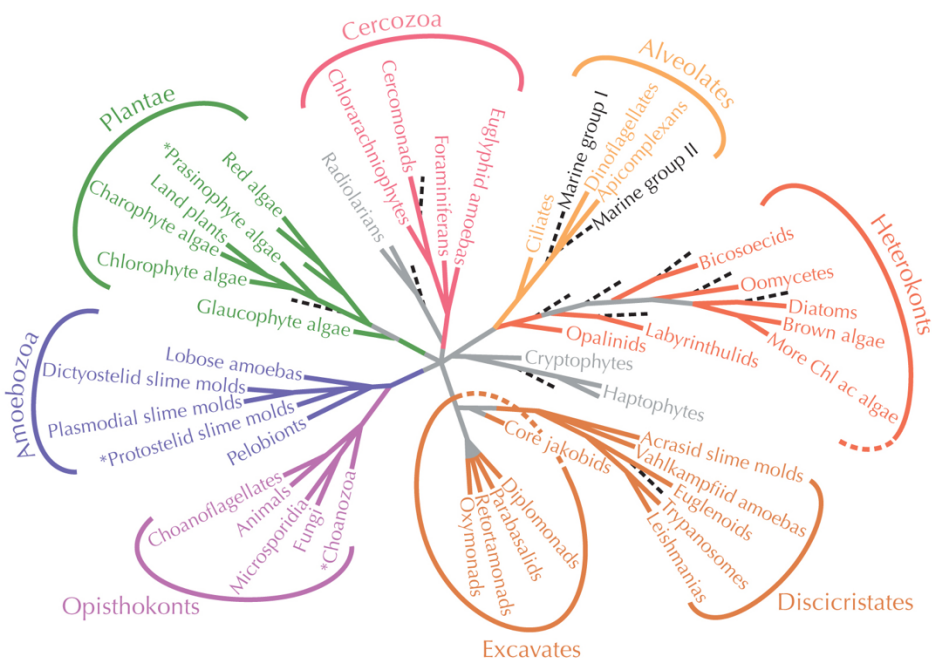 Cercozoa
Chlorarachniophytes
Cercomonads
Foraminiferans
Euglyphid amoebas
Radiolarians
Alveolates
Ciliates
Marine group I
Dinoflagellates
Apicomplexans
Marine group II
Plantae
Red algae
*Prasinophyte algae
Land plants
Charophyte algae
Chlorophyte algae
Glaucophyte algae
Heterokonts
Bicosoecids
Oomycetes
Diatoms
Brown algae
More Chl ac algae
Labyrinthulids
Opalinids
Cryptophytes
Haptophytes
Amoebozoa
Lobose amoebas
Dictyostelid slime molds
Plasmodial slime molds
*Protostelid slime molds
Pelobionts
Opisthokonts
Choanoflagellates
Animals
Microsporidia
Fungi
*Choanozoa
Excavates
Core jakobids
Diplomonads
Parabasalids
Retortamonads
Oxymonads
Discicristates
Acrasid slime molds
Vahlkampfiid amoebas
Euglenoids
Trypanosomes
Leishmanias